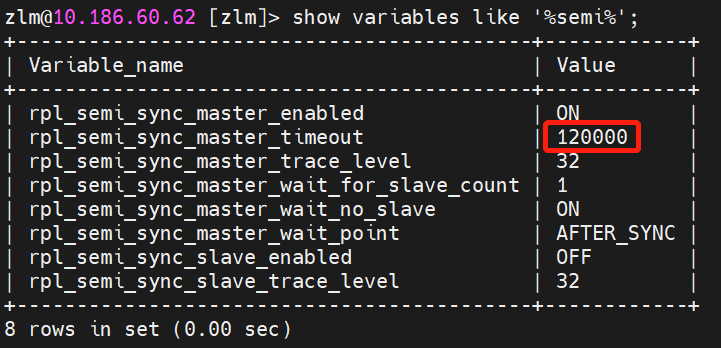 zlm@10.186.60.62 [zlm]> show variables like '%semi%';
+-------------------------------------------+------------+
| Variable_name                             | Value      |
+-------------------------------------------+------------+
| rpl_semi_sync_master_enabled              | ON         |
| rpl_semi_sync_master_timeout              | 120000     |
| rpl_semi_sync_master_trace_level          | 32         |
| rpl_semi_sync_master_wait_for_slave_count | 1          |
| rpl_semi_sync_master_wait_no_slave        | ON         |
| rpl_semi_sync_master_wait_point           | AFTER_SYNC |
| rpl_semi_sync_slave_enabled               | OFF        |
| rpl_semi_sync_slave_trace_level           | 32         |
+-------------------------------------------+------------+
8 rows in set (0.00 sec)